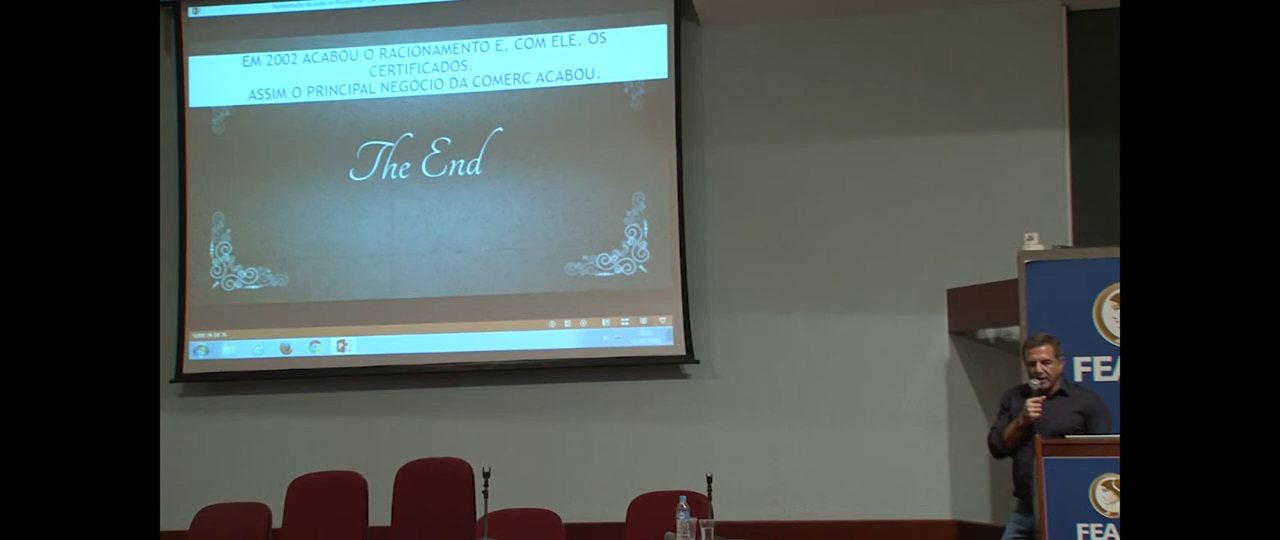 EM 2002 ACABOU O RACIONAMENTO E, COM ELE, OS
CERTIFICADOS.
ASSIM O PRINCIPAL NEGÓCIO DA COMERC ACABOU.
The End
FEA
FEA